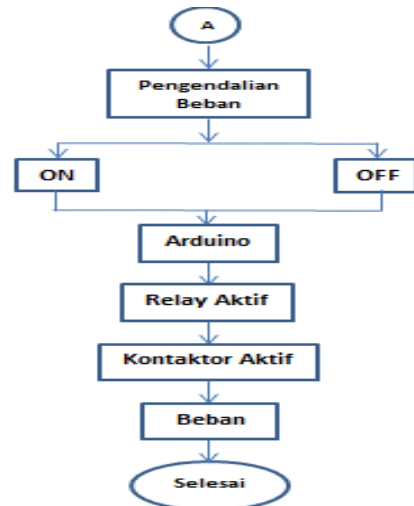 A
Pengendalian
Beban
ON
OFF
Arduino
Relay Aktif
Kontaktor Aktif
Beban
Selesai